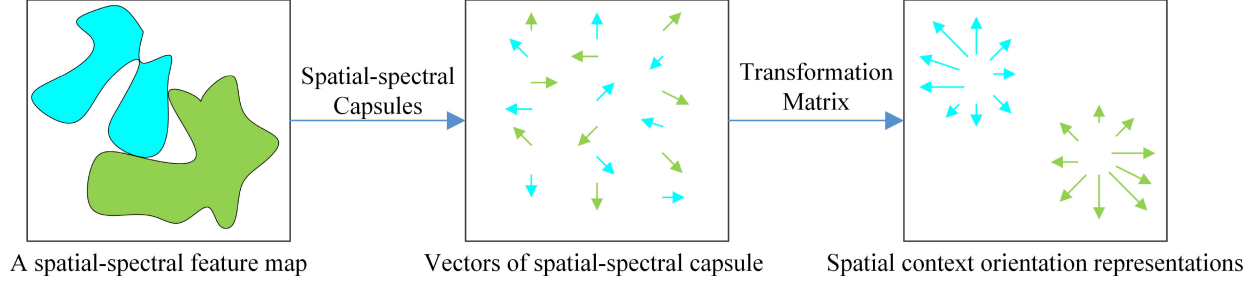 Spatial-spectral
Capsules
Transformation
Matrix
A spatial-spectral feature map
Vectors of spatial-spectral capsule
Spatial context orientation representations